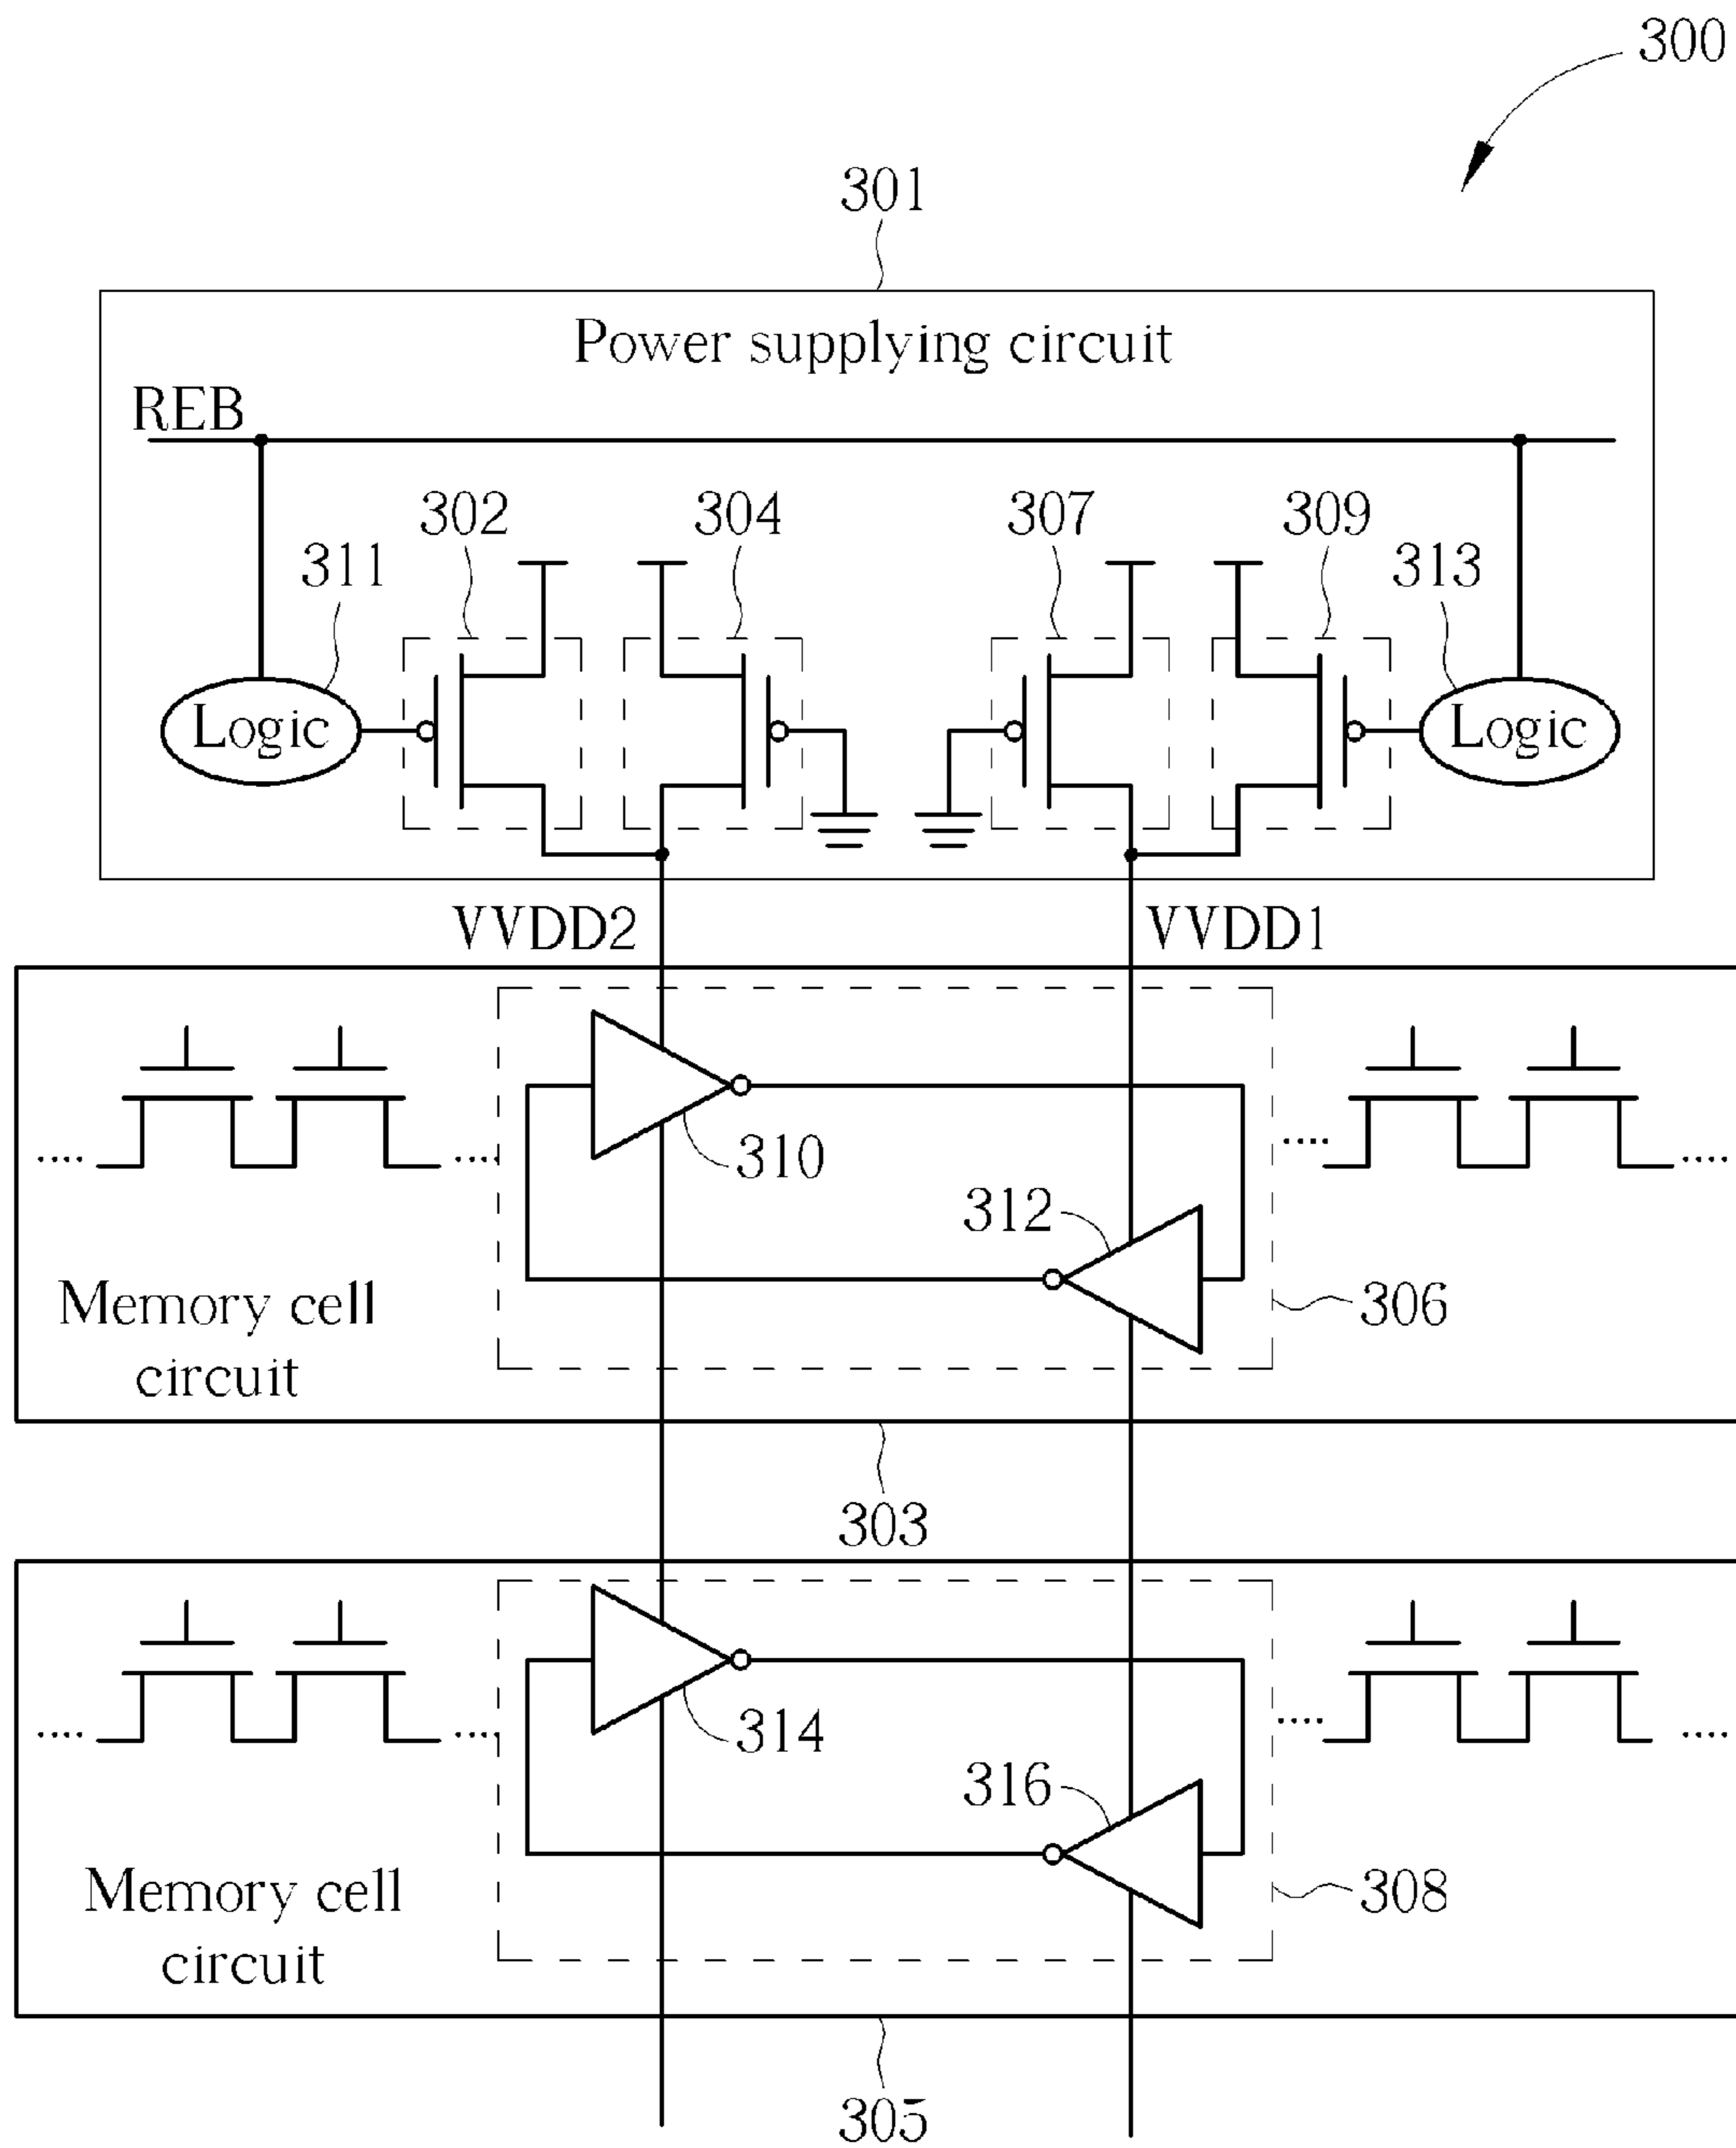 300
301
Power supplying circuit
REB
302
304
307
309
311
313
Logic
Logic
VVDD2
VVDD1
310
312
306
Memory cell
circuit
303
314
316
308
Memory cell
circuit
305